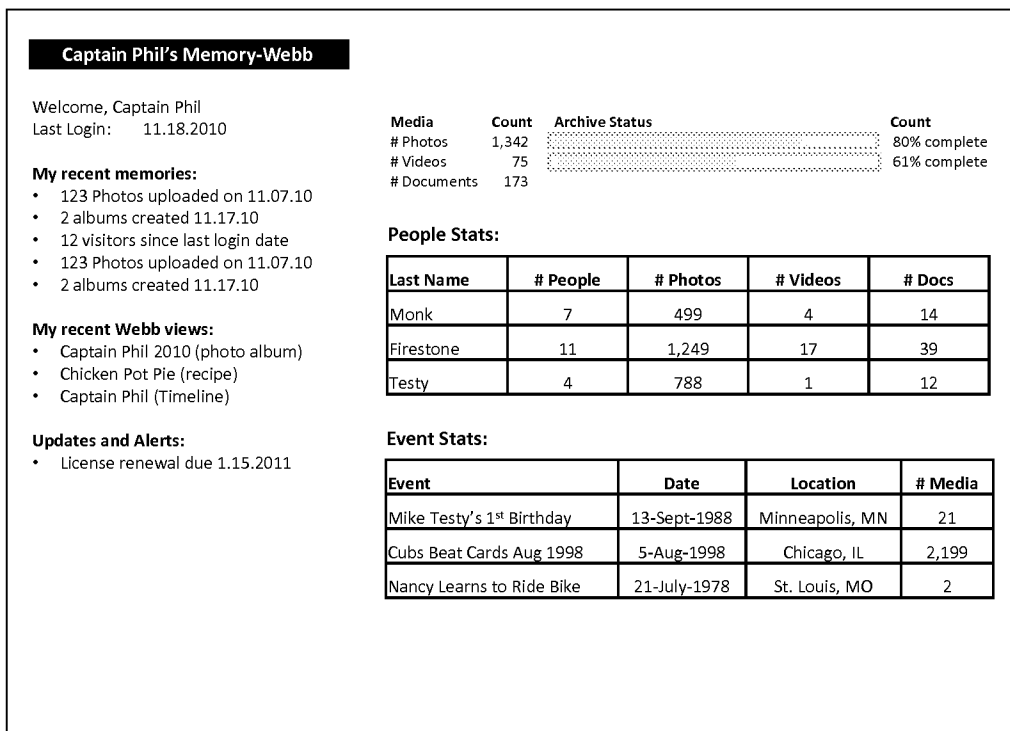 Captain Phil's Memory-Webb
Welcome, Captain Phil
Last Login: 11.18.2010
My recent memories:
• 123 Photos uploaded on 11.07.10
• 2 albums created 11.17.10
• 12 visitors since last login date
• 123 Photos uploaded on 11.07.10
• 2 albums created 11.17.10
My recent Webb views:
• Captain Phil 2010 (photo album)
• Chicken Pot Pie (recipe)
• Captain Phil (Timeline)
Updates and Alerts:
• License renewal due 1.15.2011
Media Count Archive Status Count
# Photos 1,342 80% complete
# Videos 75 61% complete
# Documents 173
People Stats:
Last Name # People # Photos # Videos # Docs
Monk 7 499 4 14
Firestone 11 1,249 17 39
Testy 4 788 1 12
Event Stats:
Event Date Location # Media
Mike Testy's 1st Birthday 13-Sept-1988 Minneapolis, MN 21
Cubs Beat Cards Aug 1998 5-Aug-1998 Chicago, IL 2,199
Nancy Learns to Ride Bike 21-July-1978 St. Louis, MO 2